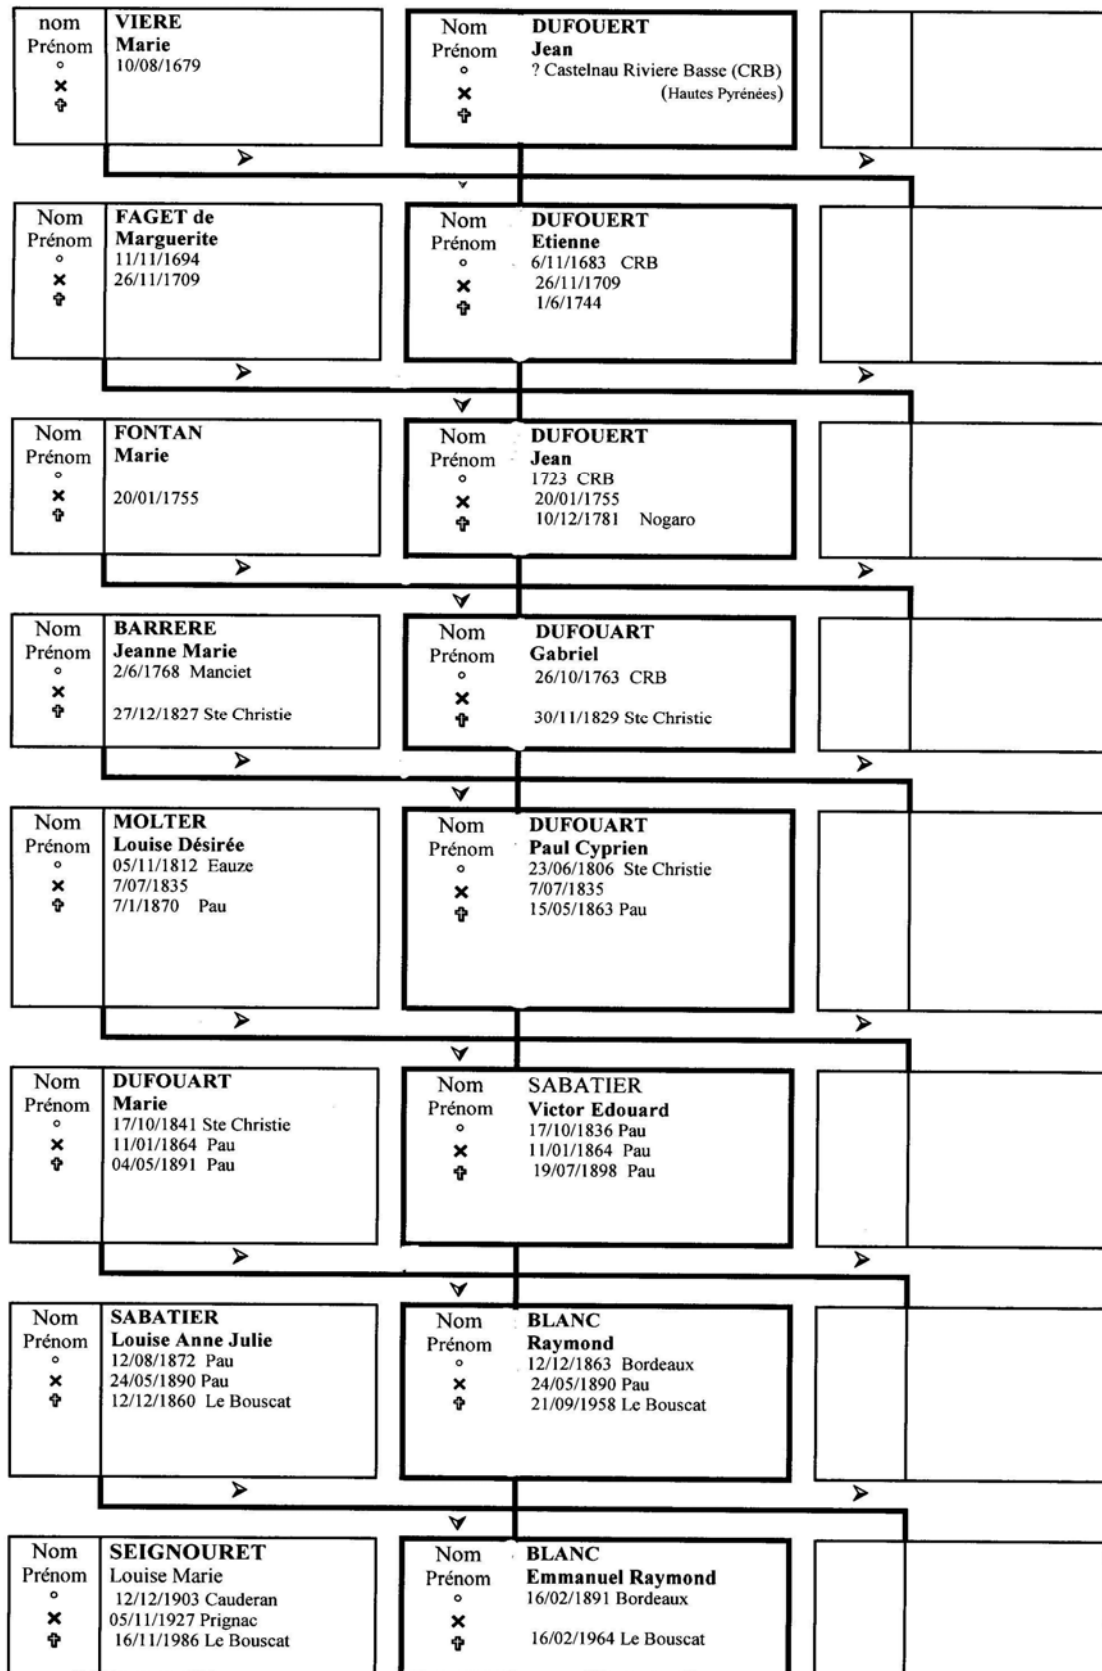 nom VIERE
Prénom Marie
° 10/08/1679
✕
✞
Nom DUFOUERT
Prénom Jean
° ? Castelnau Riviere Basse (CRB)
✕ (Hautes Pyrénées)
✞
Nom FAGET de
Prénom Marguerite
° 11/11/1694
✕ 26/11/1709
✞
Nom DUFOUERT
Prénom Etienne
° 6/11/1683 CRB
✕ 26/11/1709
✞ 1/6/1744
Nom FONTAN
Prénom Marie
°
✕ 20/01/1755
✞
Nom DUFOUERT
Prénom Jean
° 1723 CRB
✕ 20/01/1755
✞ 10/12/1781 Nogaro
Nom BARRERE
Prénom Jeanne Marie
° 2/6/1768 Manciet
✕
✞ 27/12/1827 Ste Christie
Nom DUFOUART
Prénom Gabriel
° 26/10/1763 CRB
✕
✞ 30/11/1829 Ste Christie
Nom MOLTER
Prénom Louise Désirée
° 05/11/1812 Eauze
✕ 7/07/1835
✞ 7/1/1870 Pau
Nom DUFOUART
Prénom Paul Cyprien
° 23/06/1806 Ste Christie
✕ 7/07/1835
✞ 15/05/1863 Pau
Nom DUFOUART
Prénom Marie
° 17/10/1841 Ste Christie
✕ 11/01/1864 Pau
✞ 04/05/1891 Pau
Nom SABATIER
Prénom Victor Edouard
° 17/10/1836 Pau
✕ 11/01/1864 Pau
✞ 19/07/1898 Pau
Nom SABATIER
Prénom Louise Anne Julie
° 12/08/1872 Pau
✕ 24/05/1890 Pau
✞ 12/12/1860 Le Bouscat
Nom BLANC
Prénom Raymond
° 12/12/1863 Bordeaux
✕ 24/05/1890 Pau
✞ 21/09/1958 Le Bouscat
Nom SEIGNOURET
Prénom Louise Marie
° 12/12/1903 Cauderan
✕ 05/11/1927 Prignac
✞ 16/11/1986 Le Bouscat
Nom BLANC
Prénom Emmanuel Raymond
° 16/02/1891 Bordeaux
✕
✞ 16/02/1964 Le Bouscat